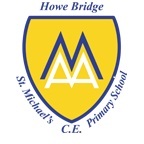 Howe Bridge
St. Michael's
C.E.
Primary School